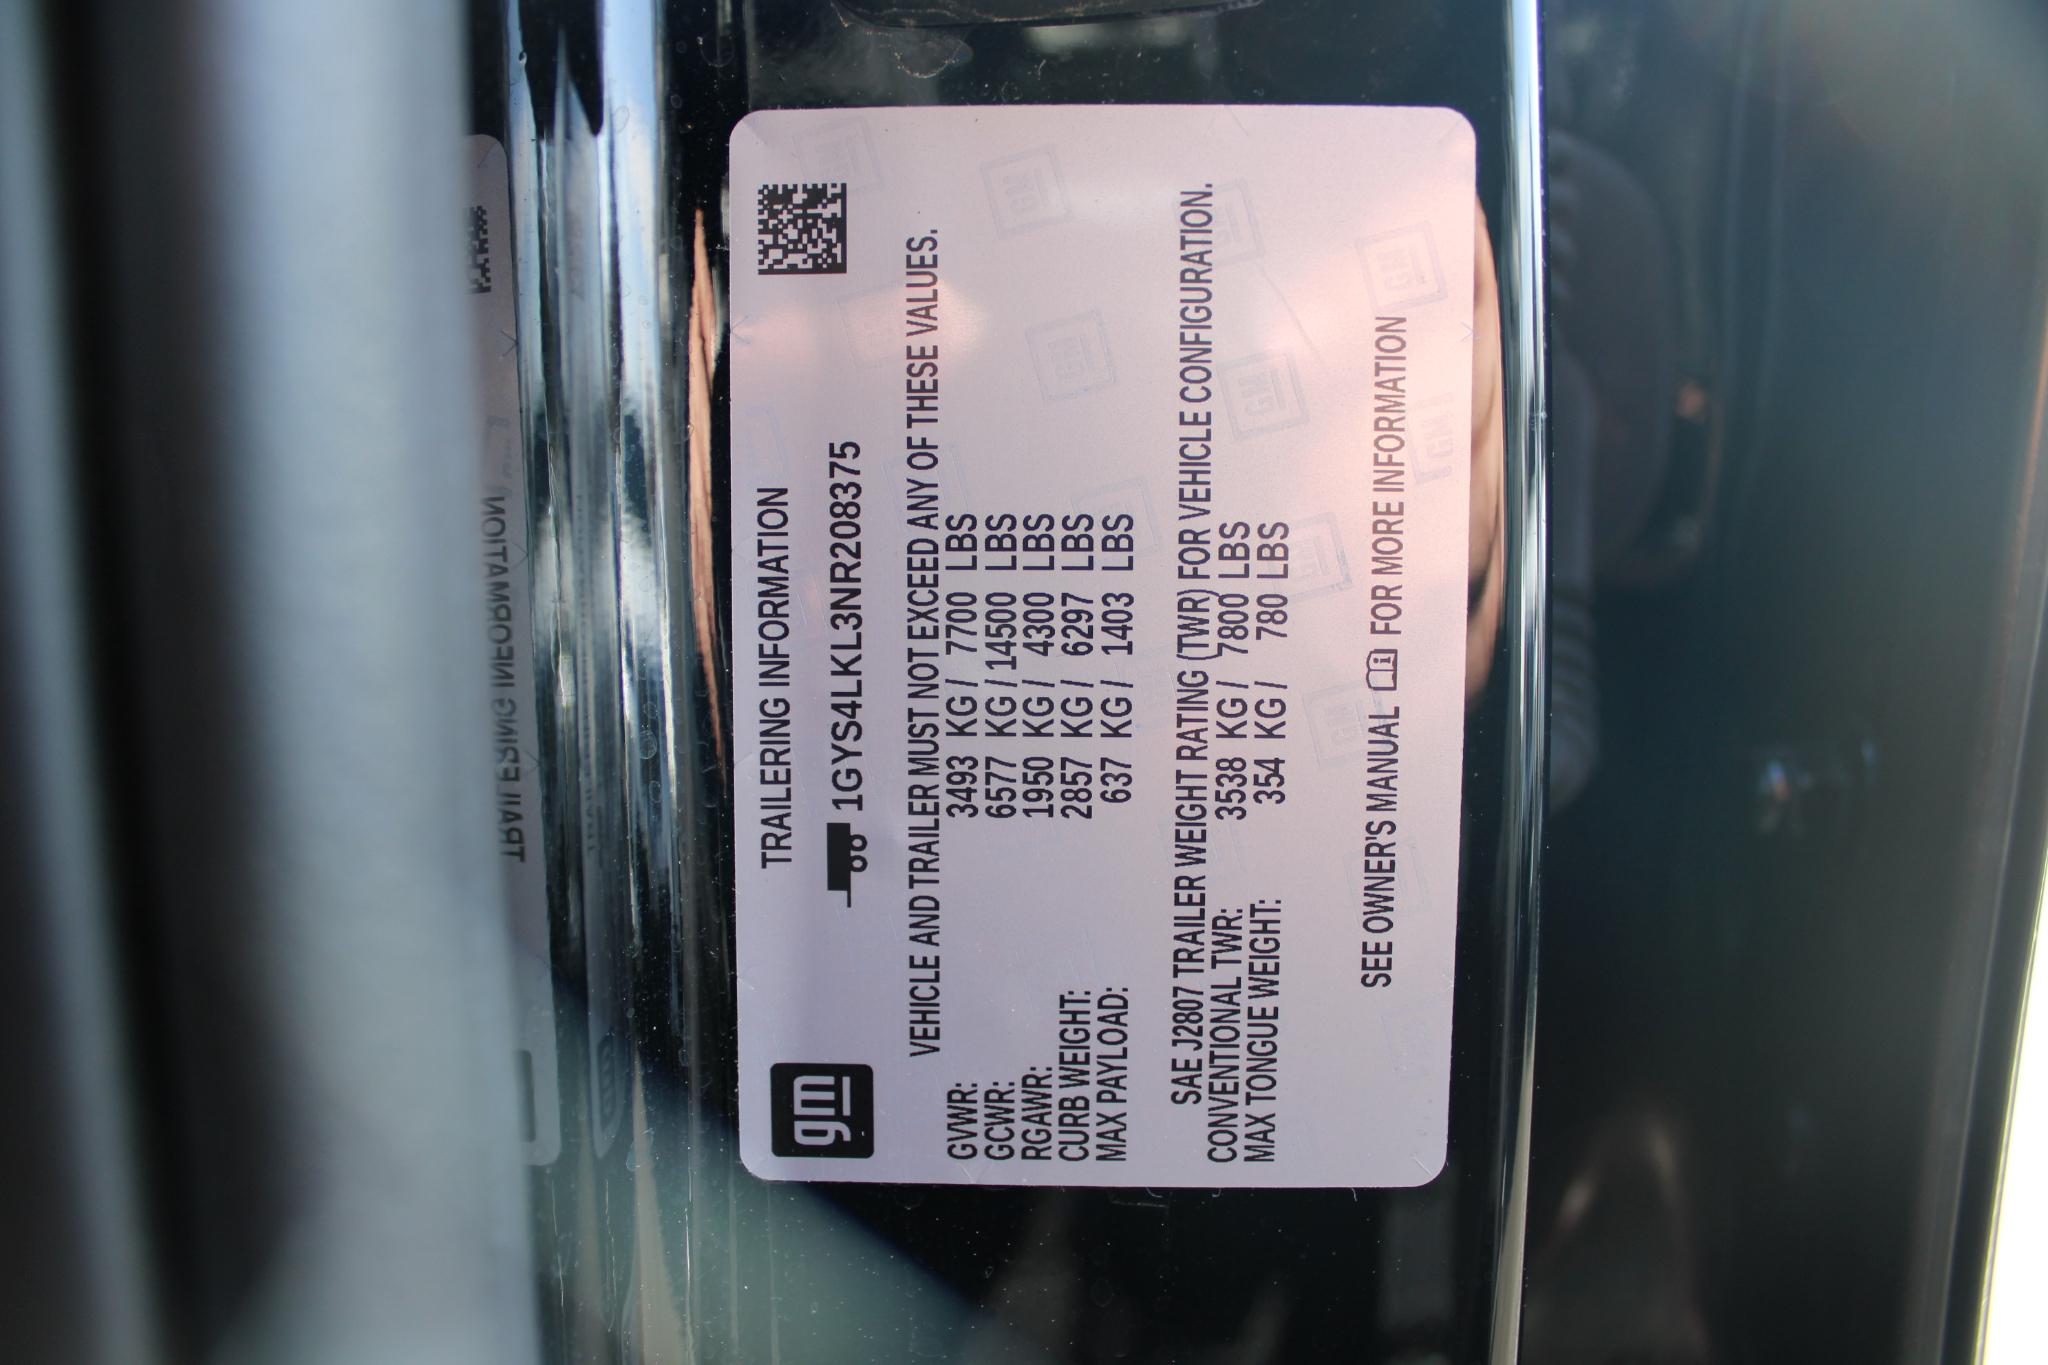 gm
TRAILERING INFORMATION
1GYS4LKL3NR208375
VEHICLE AND TRAILER MUST NOT EXCEED ANY OF THESE VALUES.
GVWR: 3493 KG / 7700 LBS
GCWR: 6577 KG / 14500 LBS
RGAWR: 1950 KG / 4300 LBS
CURB WEIGHT: 2857 KG / 6297 LBS
MAX PAYLOAD: 637 KG / 1403 LBS
SAE J2807 TRAILER WEIGHT RATING (TWR) FOR VEHICLE CONFIGURATION.
CONVENTIONAL TWR: 3538 KG / 7800 LBS
MAX TONGUE WEIGHT: 354 KG / 780 LBS
SEE OWNER'S MANUAL FOR MORE INFORMATION